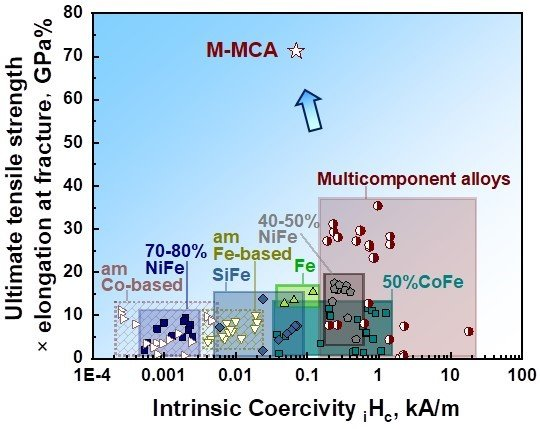 80
70
60
50
40
30
20
10
0
Ultimate tensile strength
× elongation at fracture, GPa%
M-MCA
Multicomponent alloys
40-50%
NiFe
am
Fe-based
70-80%
NiFe
SiFe
Fe
am
Co-based
50%CoFe
1E-4 0.001 0.01 0.1 1 10 100
Intrinsic Coercivity iHc, kA/m